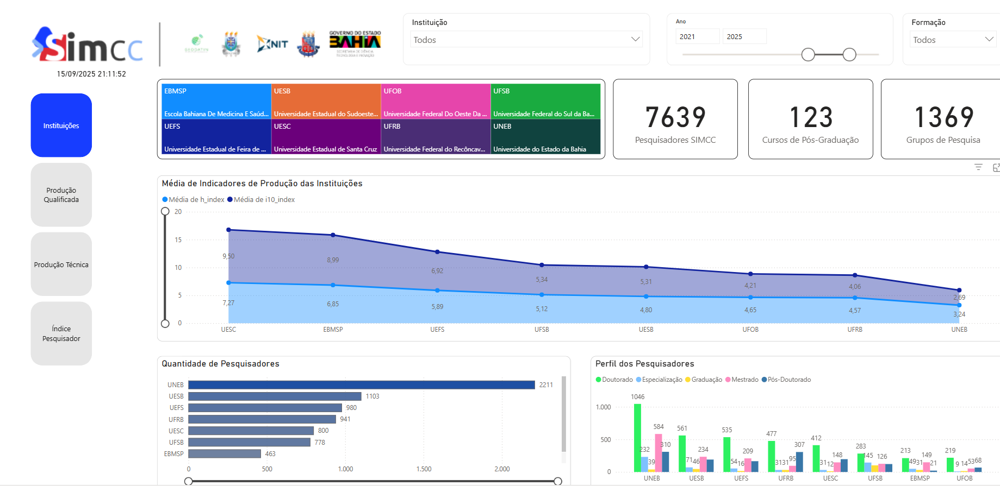 Simcc
15/09/2025 21:11:52
GEODATIN
NIT
GOVERNO DO ESTADO
BAHIA
SECRETARIA DE CIÊNCIA
TECNOLOGIA E INOVAÇÃO
Instituição
Todos
Ano
2021
2025
Formação
Todos
Instituições
Produção
Qualificada
Produção Técnica
Índice
Pesquisador
EBMSP
Escola Bahiana De Medicina E Saúd...
UESB
Universidade Estadual do Sudoeste...
UFOB
Universidade Federal Do Oeste Da ...
UFSB
Universidade Federal do Sul da Ba...
UEFS
Universidade Estadual de Feira de ...
UESC
Universidade Estadual de Santa Cruz
UFRB
Universidade Federal do Recôncav...
UNEB
Universidade do Estado da Bahia
7639
Pesquisadores SIMCC
123
Cursos de Pós-Graduação
1369
Grupos de Pesquisa
Média de Indicadores de Produção das Instituições
Média de h_index Média de i10_index
20
15
10
5
0
9,50
8,99
6,92
5,34
5,31
4,21
4,06
2,69
7,27
6,85
5,89
5,12
4,80
4,65
4,57
3,24
UESC EBMSP UEFS UFSB UESB UFOB UFRB UNEB
Quantidade de Pesquisadores
UNEB 2211
UESB 1103
UEFS 980
UFRB 941
UESC 800
UFSB 778
EBMSP 463
0 500 1.000 1.500 2.000
Perfil dos Pesquisadores
Doutorado Especialização Graduação Mestrado Pós-Doutorado
1.000
500
0
1046 232 39 584 310
561 71 46 234
535 54 16 209
477 31 31 95 307
412 31 12 148
283 145 126
213 49 31 149 21
219 9 14 53 68
UNEB UESB UEFS UFRB UESC UFSB EBMSP UFOB